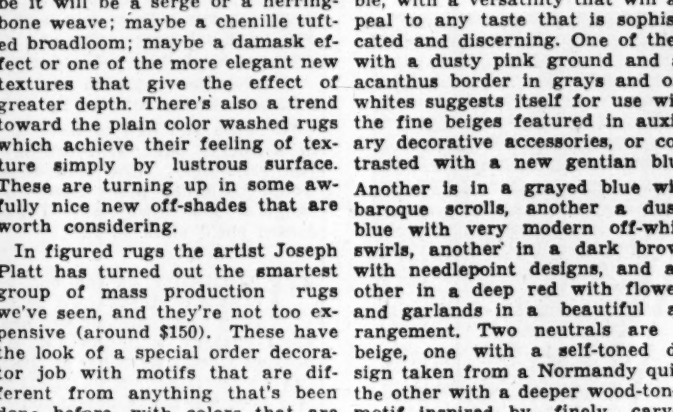 be it will be a serge or a herring-
bone weave; maybe a chenille tuft-
ed broadloom; maybe a damask ef-
fect or one of the more elegant new
textures that give the effect of
greater depth. There's also a trend
toward the plain color washed rugs
which achieve their feeling of tex-
ture simply by lustrous surface.
These are turning up in some aw-
fully nice new off-shades that are
worth considering.
In figured rugs the artist Joseph
Platt has turned out the smartest
group of mass production rugs
we've seen, and they're not too ex-
pensive (around $150). These have
the look of a special order decora-
tor job with motifs that are dif-
ferent from anything that's been
done before, with colors that are
ble, with a versatility that will a
peal to any taste that is sophis
cated and discerning. One of the
with a dusty pink ground and
acanthus border in grays and o
whites suggests itself for use wi
the fine beiges featured in auxi
ary decorative accessories, or co
trasted with a new gentian blu
Another is in a grayed blue wi
baroque scrolls, another a dus
blue with very modern off-whi
swirls, another in a dark brow
with needlepoint designs, and a
other in a deep red with flowe
and garlands in a beautiful a
rangement. Two neutrals are
beige, one with a self-toned d
sign taken from a Normandy qui
the other with a deeper wood-ton
motif inspired by finely carv